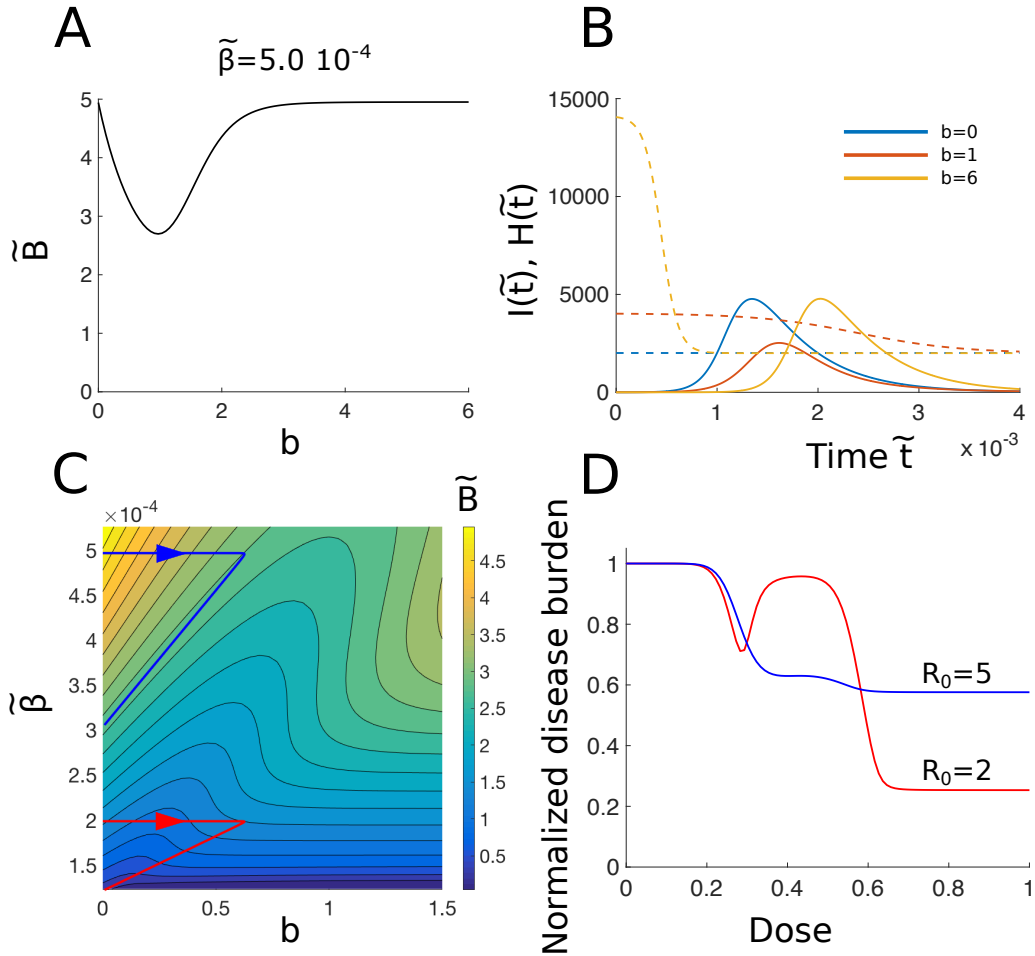 A
β̃=5.0 10⁻⁴
5
4
3
2
1
0
B̃
0 2 4 6
b
B
15000
10000
5000
0
I(t̃), H(t̃)
b=0
b=1
b=6
0 1 2 3 4
Time t̃
x 10⁻³
C
×10⁻⁴
5
4.5
4
3.5
3
2.5
2
1.5
β̃
0 0.5 1 1.5
b
B̃
4.5
4
3.5
3
2.5
2
1.5
1
0.5
D
Normalized disease burden
1
0.8
0.6
0.4
0.2
0
R₀=5
R₀=2
0 0.2 0.4 0.6 0.8 1
Dose